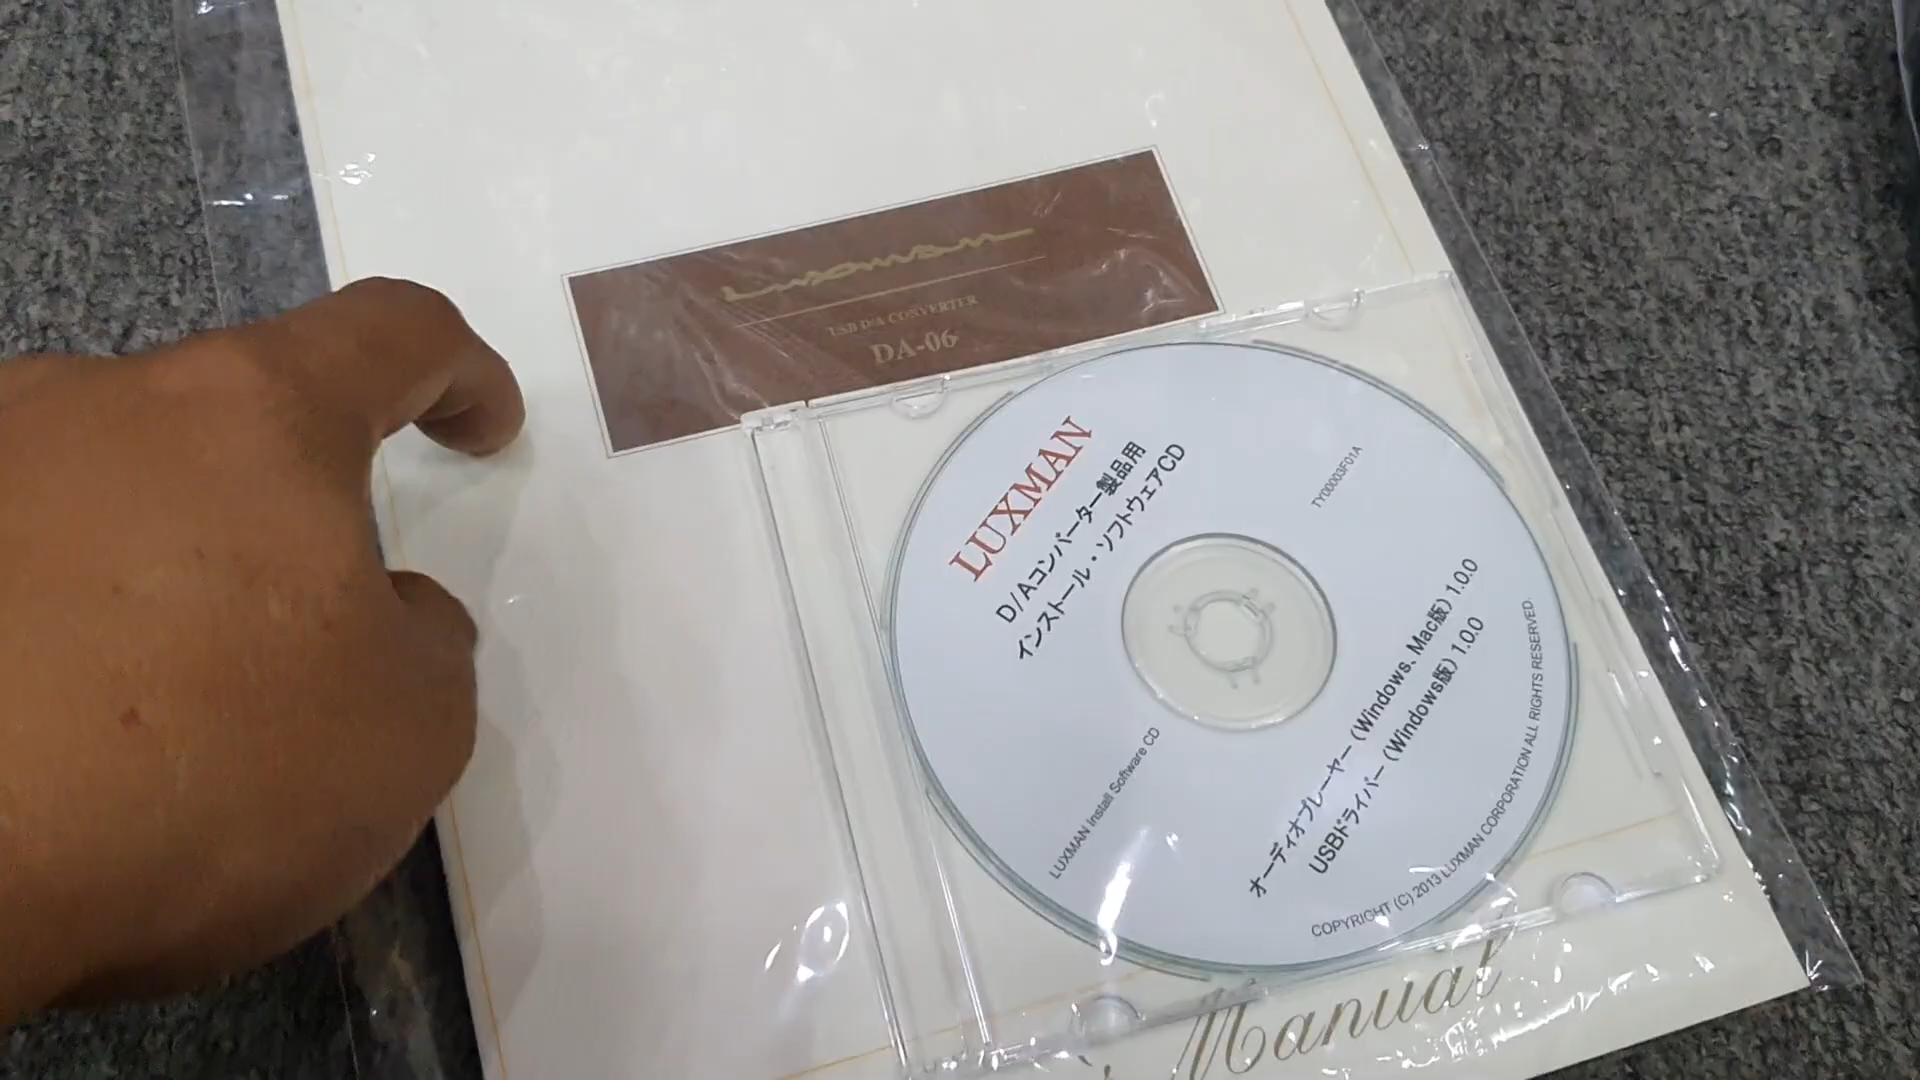 Luxman
USB D/A CONVERTER
DA-06
LUXMAN
D/Aコンバーター製品用
インストール・ソフトウェアCD
TY00003F01A
LUXMAN Install Software CD
オーディオプレーヤー（Windows、Mac版）1.0.0
USBドライバー（Windows版）1.0.0
COPYRIGHT (C) 2013 LUXMAN CORPORATION ALL RIGHTS RESERVED.
Manual